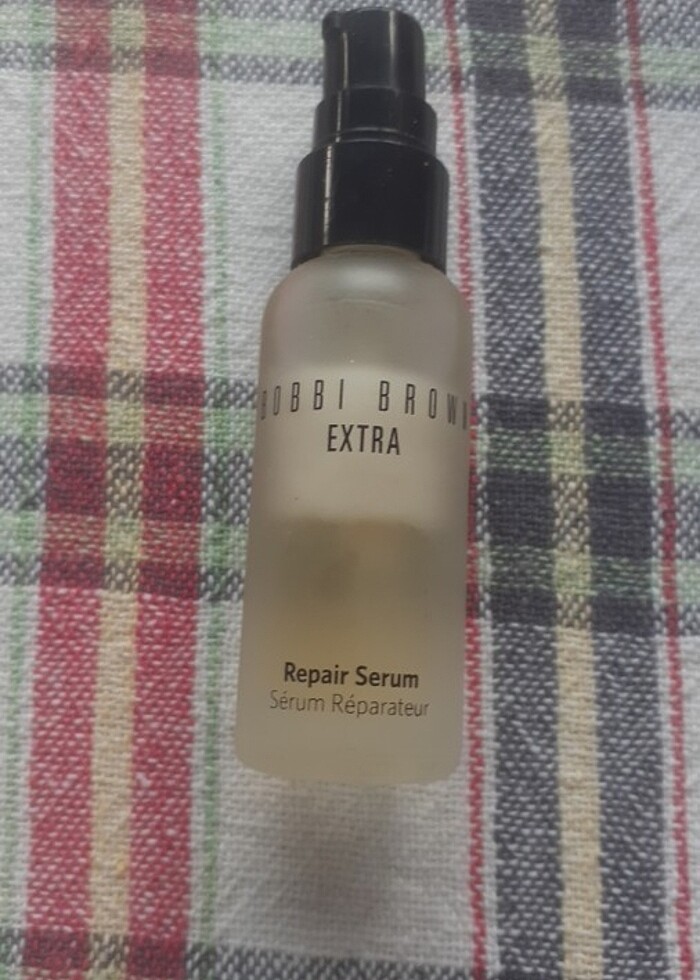 BOBBI BROWN
EXTRA
Repair Serum
Sérum Réparateur